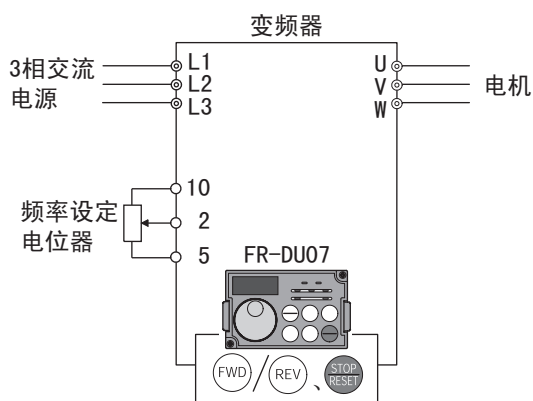 变频器
3相交流
电源
L1
L2
L3
U
V
W
电机
频率设定
电位器
10
2
5
FR-DU07
FWD/REV、STOP
RESET